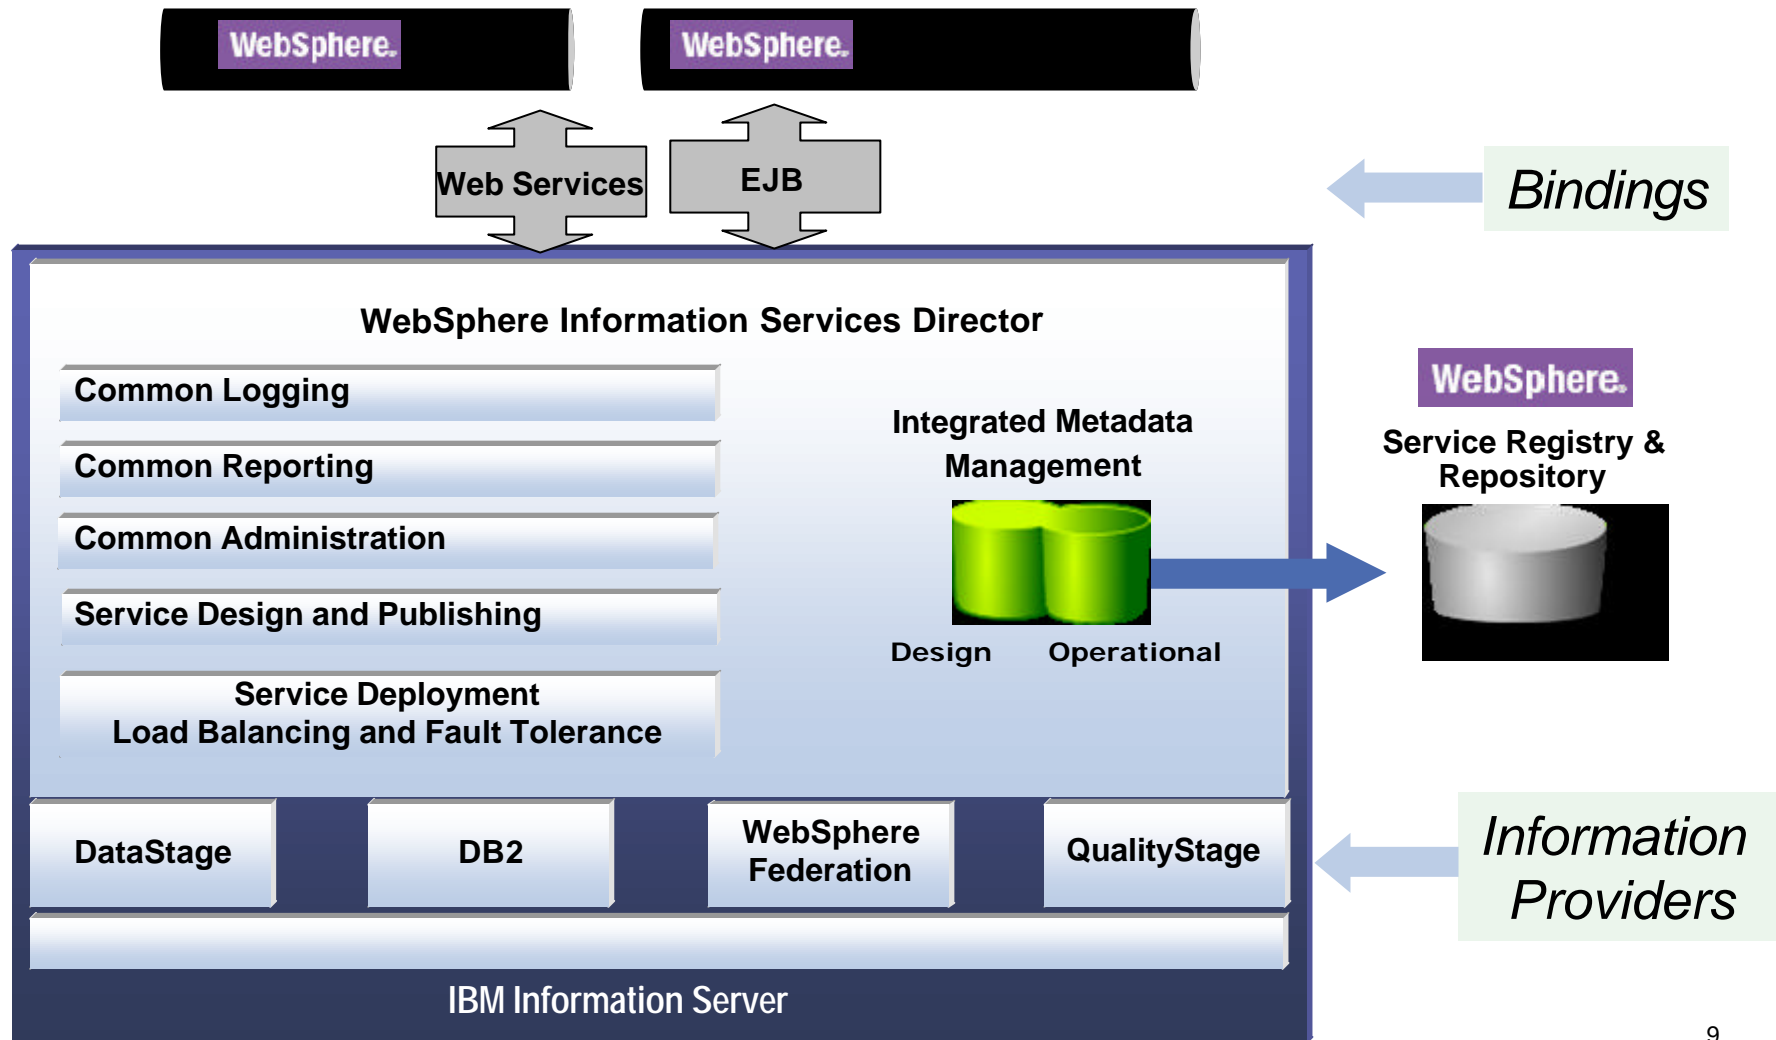 WebSphere.
WebSphere.
Web Services
EJB
Bindings
WebSphere Information Services Director
Common Logging
Common Reporting
Common Administration
Service Design and Publishing
Service Deployment
Load Balancing and Fault Tolerance
Integrated Metadata
Management
Design Operational
WebSphere.
Service Registry &
Repository
DataStage
DB2
WebSphere
Federation
QualityStage
Information
Providers
IBM Information Server
9